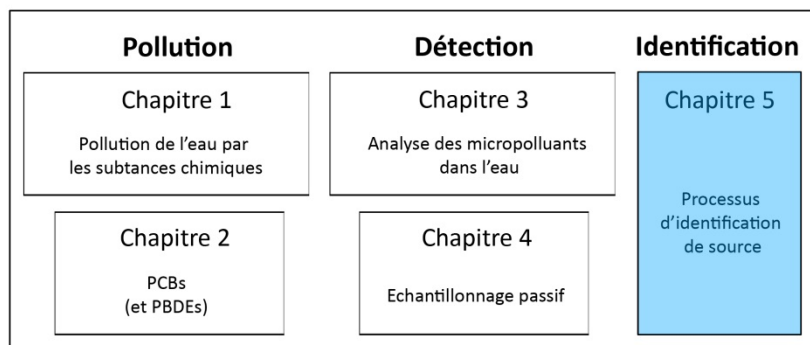 Pollution
Chapitre 1
Pollution de l'eau par
les subtances chimiques
Chapitre 2
PCBs
(et PBDEs)
Détection
Chapitre 3
Analyse des micropolluants
dans l'eau
Chapitre 4
Echantillonnage passif
Identification
Chapitre 5
Processus
d'identification
de source